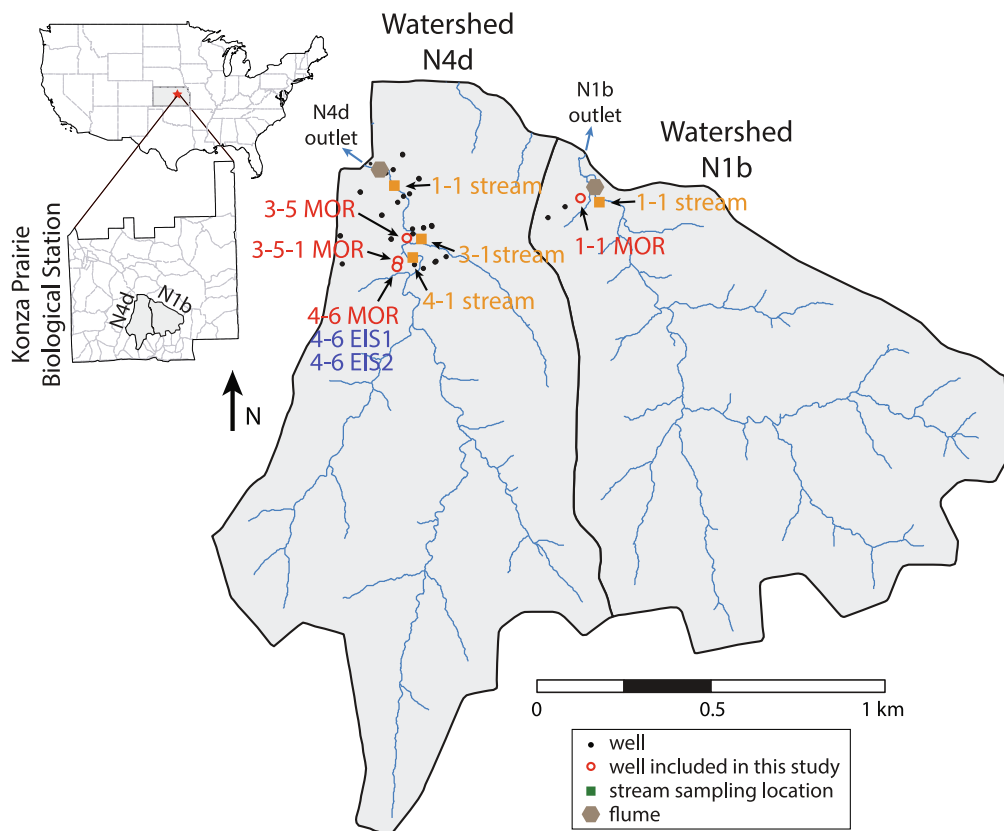 Watershed
N4d
N4d
outlet
N1b
outlet
Watershed
N1b
1-1 stream
1-1 stream
3-5 MOR
3-5-1 MOR
3-1stream
1-1 MOR
4-1 stream
4-6 MOR
4-6 EIS1
4-6 EIS2
Konza Prairie
Biological Station
N4d
N1b
N
0
0.5
1 km
well
well included in this study
stream sampling location
flume